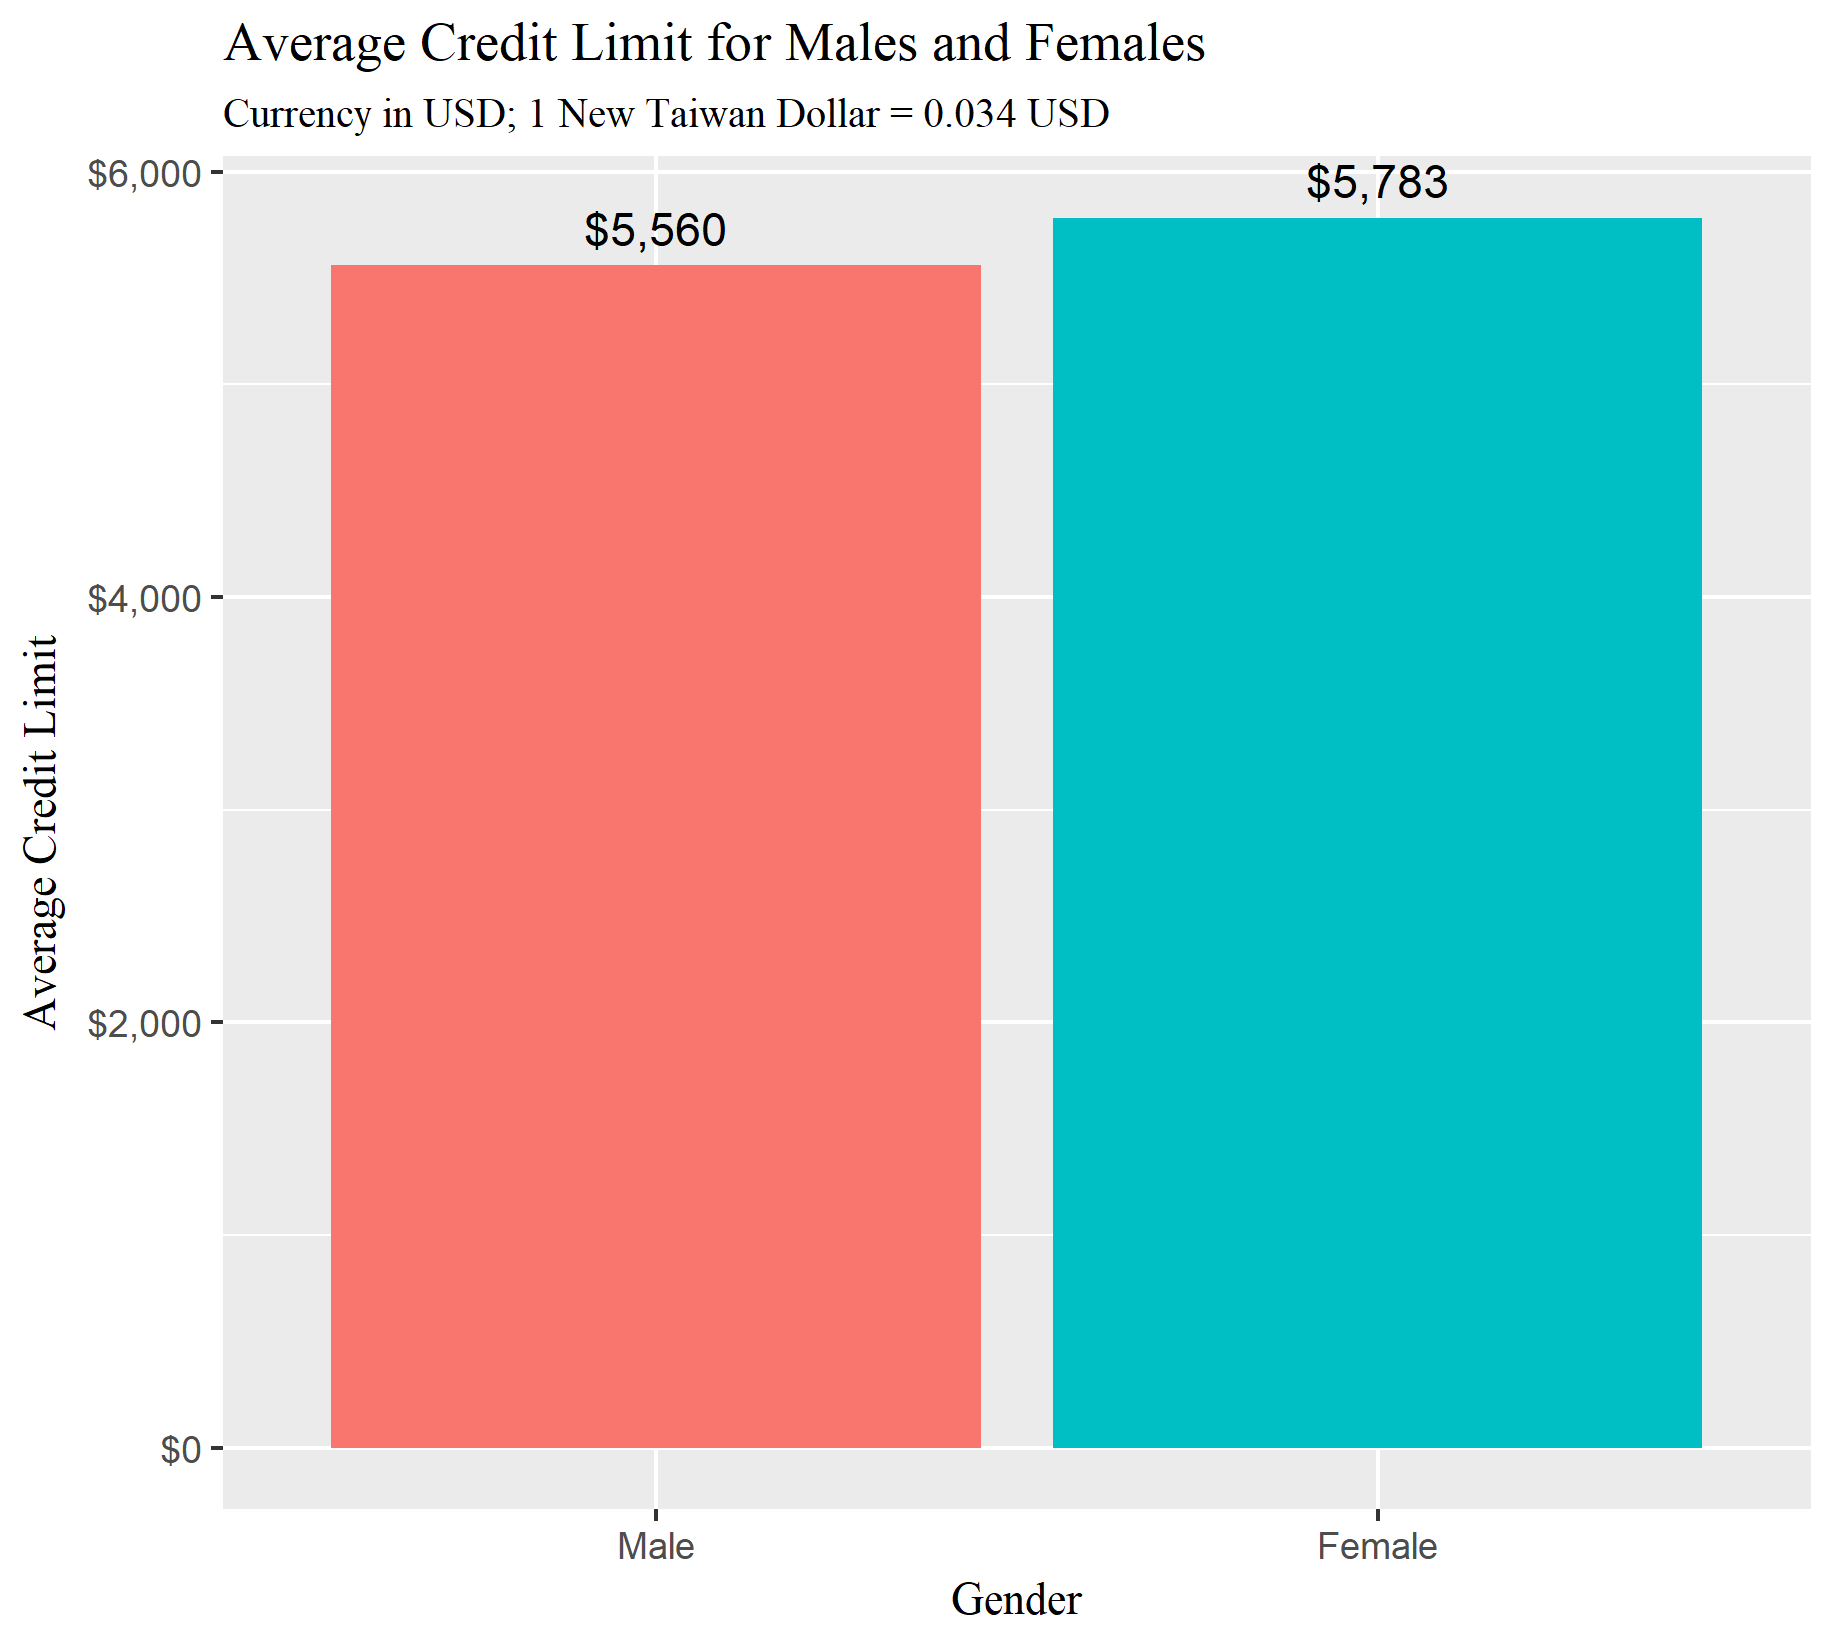 Average Credit Limit for Males and Females
Currency in USD; 1 New Taiwan Dollar = 0.034 USD
Average Credit Limit
$6,000
$4,000
$2,000
$0
$5,560
$5,783
Male
Female
Gender